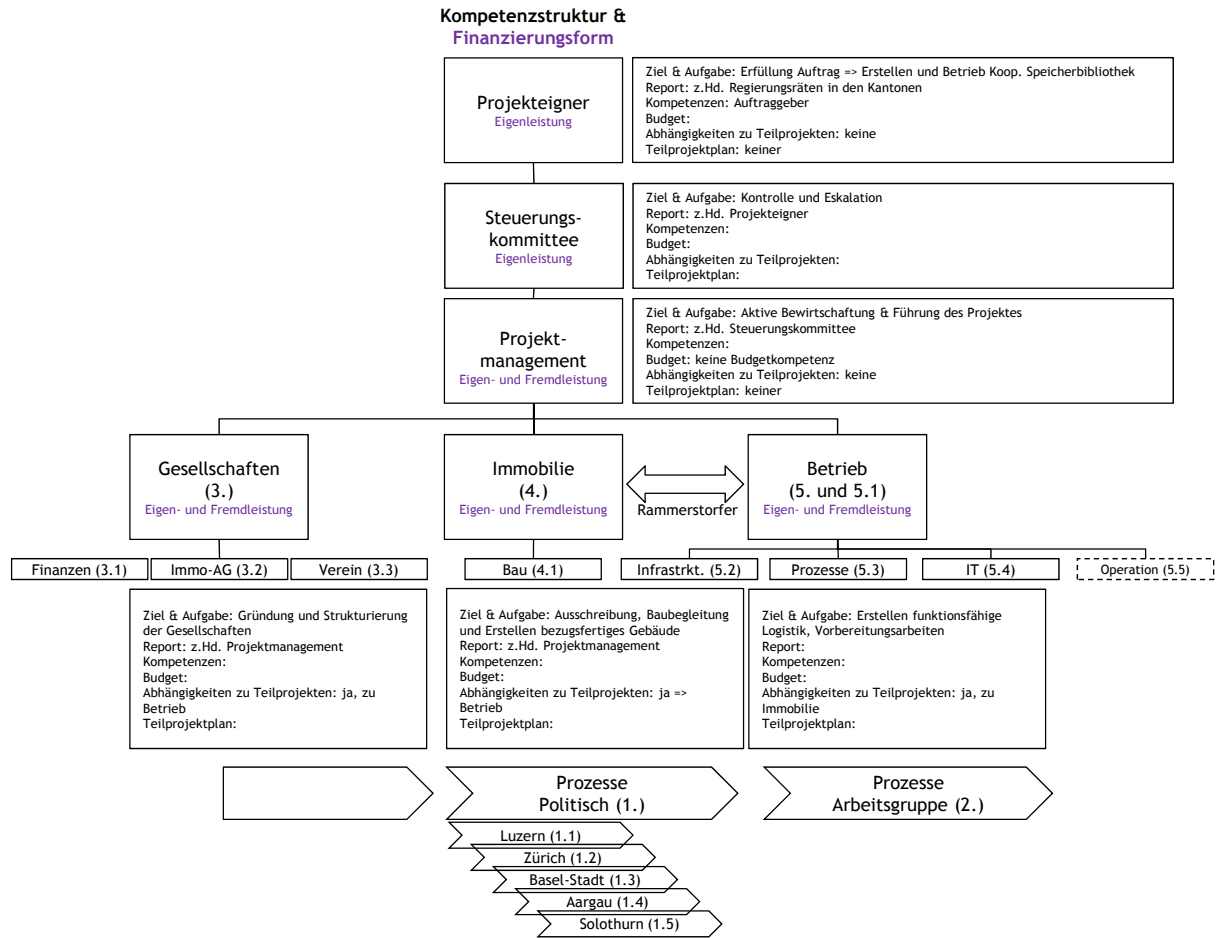 Kompetenzstruktur &
Finanzierungsform
Projekteigner
Eigenleistung
Ziel & Aufgabe: Erfüllung Auftrag => Erstellen und Betrieb Koop. Speicherbibliothek
Report: z.Hd. Regierungsräten in den Kantonen
Kompetenzen: Auftraggeber
Budget:
Abhängigkeiten zu Teilprojekten: keine
Teilprojektplan: keiner
Steuerungs-
kommittee
Eigenleistung
Ziel & Aufgabe: Kontrolle und Eskalation
Report: z.Hd. Projekteigner
Kompetenzen:
Budget:
Abhängigkeiten zu Teilprojekten:
Teilprojektplan:
Projekt-
management
Eigen- und Fremdleistung
Ziel & Aufgabe: Aktive Bewirtschaftung & Führung des Projektes
Report: z.Hd. Steuerungskommittee
Kompetenzen:
Budget: keine Budgetkompetenz
Abhängigkeiten zu Teilprojekten: keine
Teilprojektplan: keiner
Gesellschaften
(3.)
Eigen- und Fremdleistung
Immobilie
(4.)
Eigen- und Fremdleistung
Rammerstorfer
Betrieb
(5. und 5.1)
Eigen- und Fremdleistung
Finanzen (3.1)
Immo-AG (3.2)
Verein (3.3)
Bau (4.1)
Infrastrkt. (5.2)
Prozesse (5.3)
IT (5.4)
Operation (5.5)
Ziel & Aufgabe: Gründung und Strukturierung
der Gesellschaften
Report: z.Hd. Projektmanagement
Kompetenzen:
Budget:
Abhängigkeiten zu Teilprojekten: ja, zu
Betrieb
Teilprojektplan:
Ziel & Aufgabe: Ausschreibung, Baubegleitung
und Erstellen bezugsfertiges Gebäude
Report: z.Hd. Projektmanagement
Kompetenzen:
Budget:
Abhängigkeiten zu Teilprojekten: ja =>
Betrieb
Teilprojektplan:
Ziel & Aufgabe: Erstellen funktionsfähige
Logistik, Vorbereitungsarbeiten
Report:
Kompetenzen:
Budget:
Abhängigkeiten zu Teilprojekten: ja, zu
Immobilie
Teilprojektplan:
Prozesse
Politisch (1.)
Prozesse
Arbeitsgruppe (2.)
Luzern (1.1)
Zürich (1.2)
Basel-Stadt (1.3)
Aargau (1.4)
Solothurn (1.5)